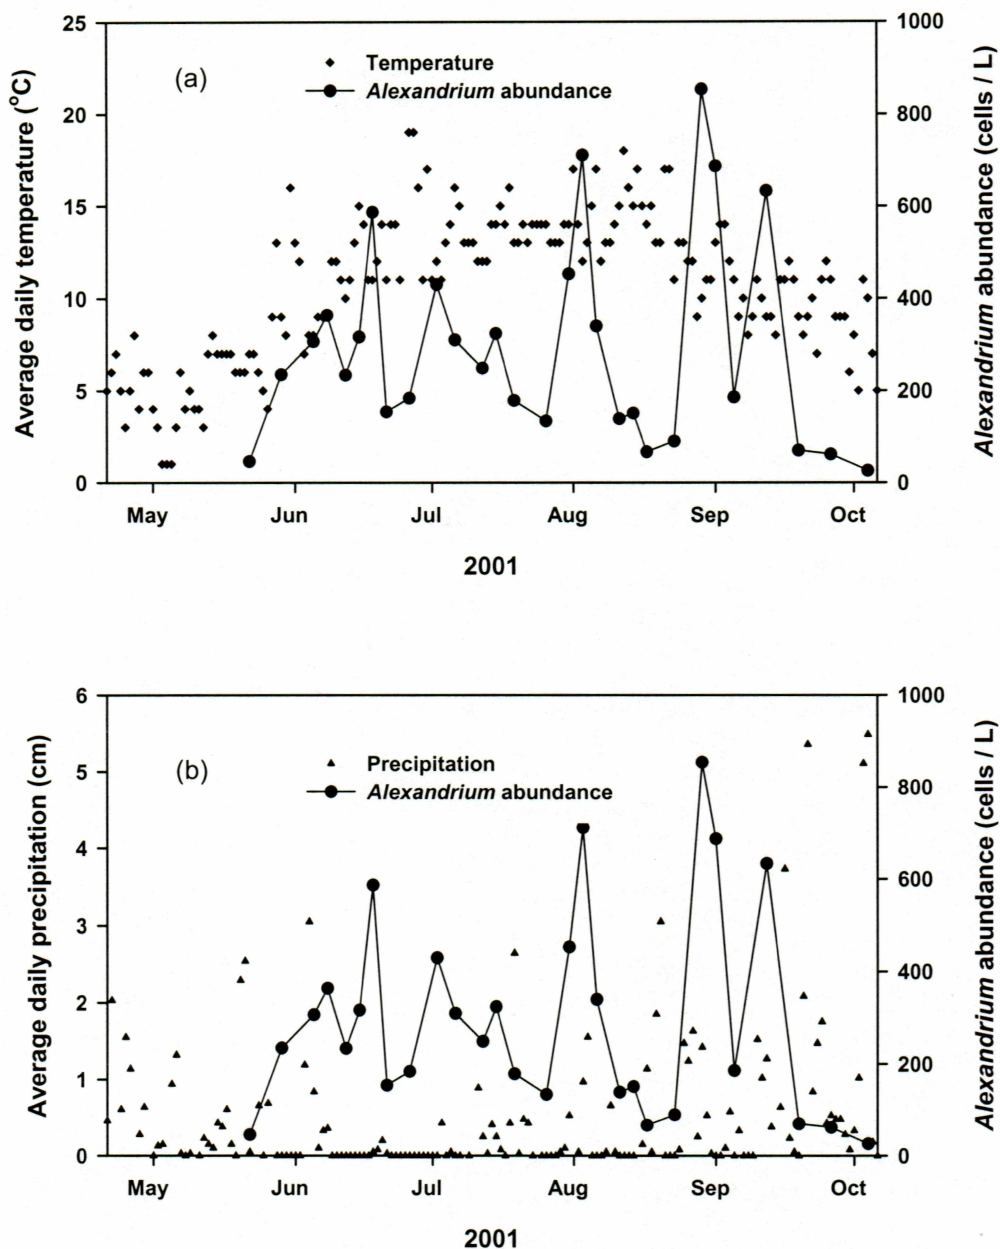 25
20
15
10
5
0
Average daily temperature (°C)
(a)
Temperature
Alexandrium abundance
1000
800
600
400
200
0
Alexandrium abundance (cells / L)
May Jun Jul Aug Sep Oct
2001
6
5
4
3
2
1
0
Average daily precipitation (cm)
(b)
Precipitation
Alexandrium abundance
1000
800
600
400
200
0
Alexandrium abundance (cells / L)
May Jun Jul Aug Sep Oct
2001